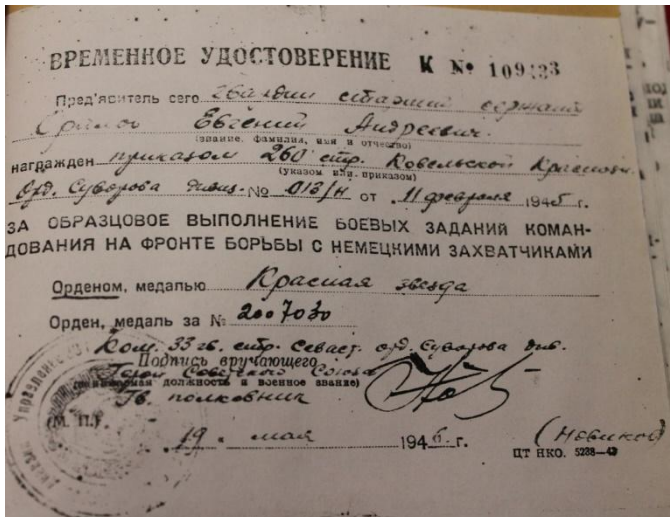 ВРЕМЕННОЕ УДОСТОВЕРЕНИЕ К № 109433
Пред'явитель сего гвардии старший сержант
Евгений Андреевич
(звание, фамилия, имя и отчество)
награжден приказом 260 стр. Ковельской Краснозн.
(указом или приказом)
Орд. Суворова дивиз. № 013/н от 11 февраля 1945 г.
ЗА ОБРАЗЦОВОЕ ВЫПОЛНЕНИЕ БОЕВЫХ ЗАДАНИЙ КОМАН-
ДОВАНИЯ НА ФРОНТЕ БОРЬБЫ С НЕМЕЦКИМИ ЗАХВАТЧИКАМИ
Орденом, медалью Красная звезда
Орден, медаль за № 2007030
Ком. 33 гв. стр. Севаст. орд. Суворова див.
Подпись вручающего
Герой Советского Союза
(занимаемая должность и военное звание)
Гв. полковник
(М. П.)
19 мая 1946 г.
(Новиков)
ЦТ НКО. 5238—43
Управление